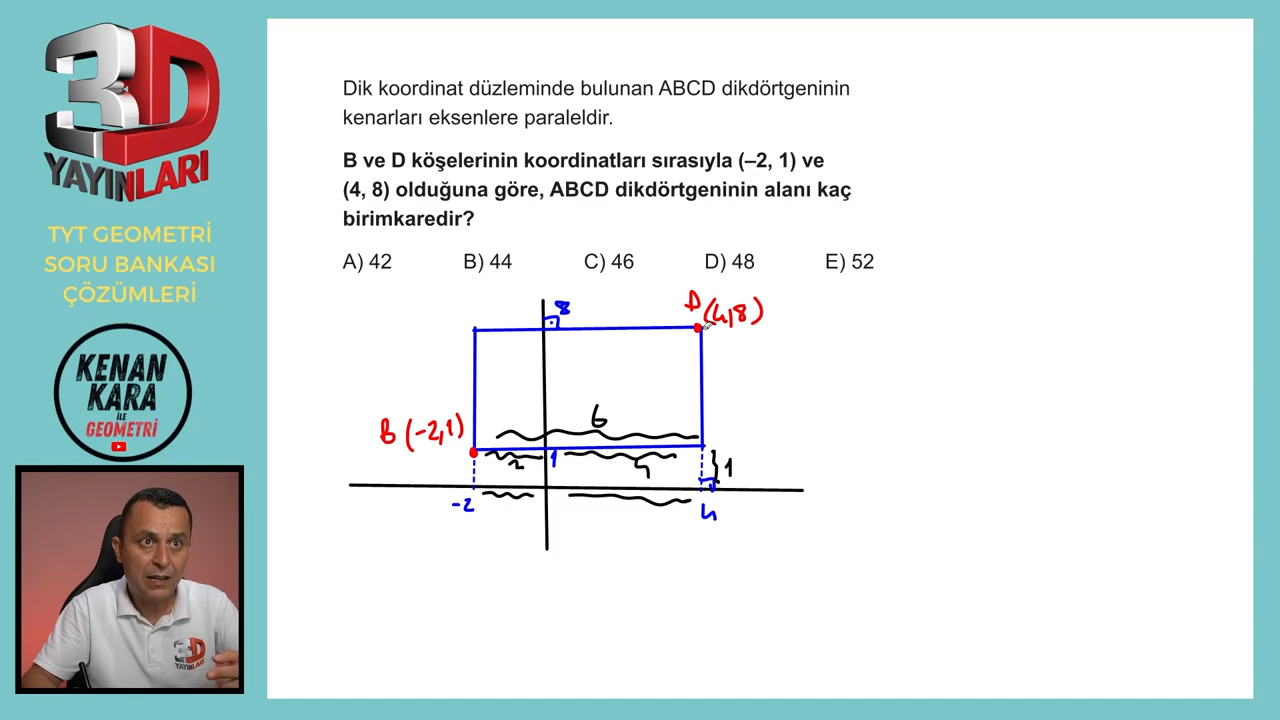 3D
YAYINLARI
TYT GEOMETRİ
SORU BANKASI
ÇÖZÜMLERİ
KENAN
KARA
İLE
GEOMETRİ
3D
YAYINLARI
Dik koordinat düzleminde bulunan ABCD dikdörtgeninin
kenarları eksenlere paraleldir.
B ve D köşelerinin koordinatları sırasıyla (–2, 1) ve
(4, 8) olduğuna göre, ABCD dikdörtgeninin alanı kaç
birimkaredir?
A) 42 B) 44 C) 46 D) 48 E) 52
8 D (4,8)
6
B (-2,1)
2 1 4 1
-2 4